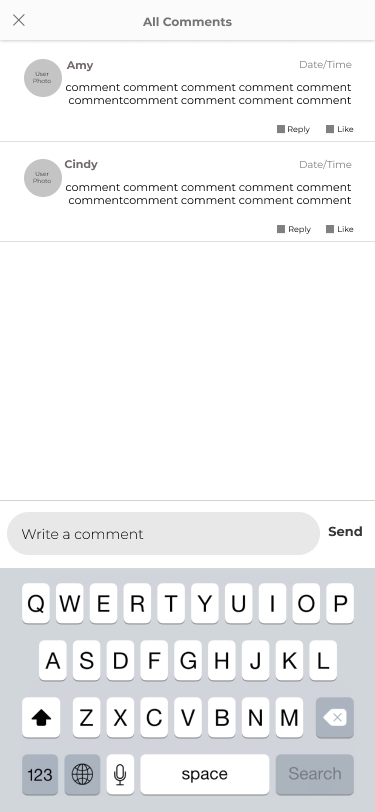 All Comments
User
Photo
Amy
Date/Time
comment comment comment comment comment
commentcomment comment comment comment
Reply Like
User
Photo
Cindy
Date/Time
comment comment comment comment comment
commentcomment comment comment comment
Reply Like
Write a comment
Send
Q W E R T Y U I O P
A S D F G H J K L
Z X C V B N M
123 space Search